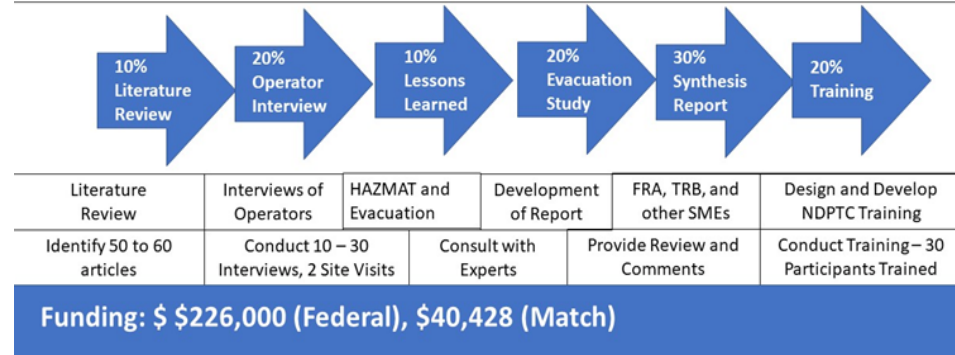 10%
Literature
Review
20%
Operator
Interview
10%
Lessons
Learned
20%
Evacuation
Study
30%
Synthesis
Report
20%
Training
Literature
Review
Interviews of
Operators
HAZMAT and
Evacuation
Development
of Report
FRA, TRB, and
other SMEs
Design and Develop
NDPTC Training
Identify 50 to 60
articles
Conduct 10 – 30
Interviews, 2 Site Visits
Consult with
Experts
Provide Review and
Comments
Conduct Training – 30
Participants Trained
Funding: $ $226,000 (Federal), $40,428 (Match)